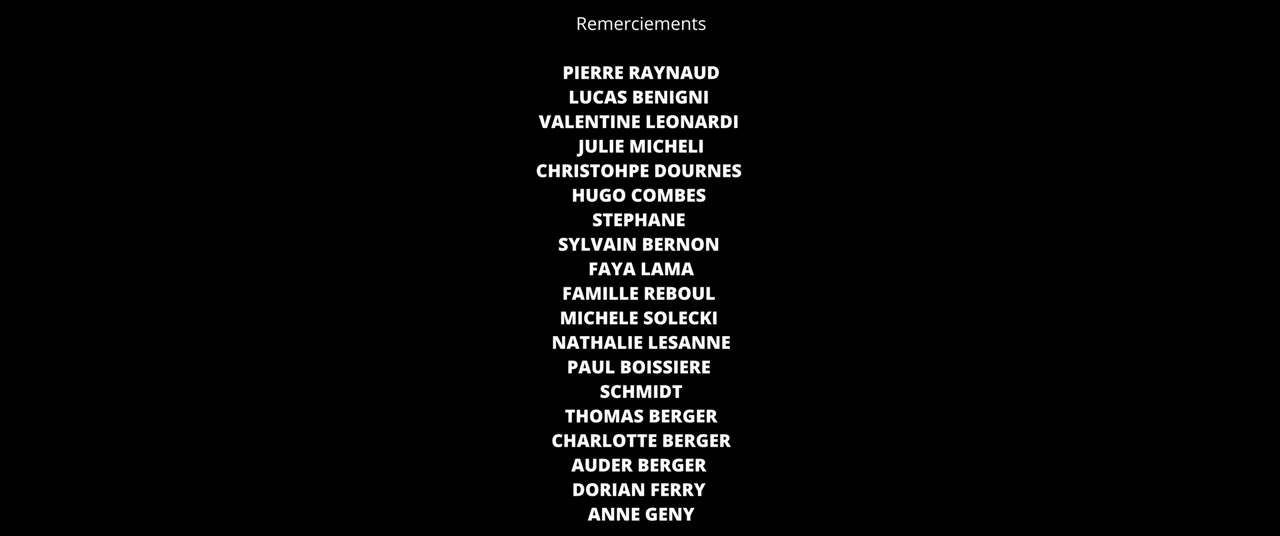 Remerciements
PIERRE RAYNAUD
LUCAS BENIGNI
VALENTINE LEONARDI
JULIE MICHELI
CHRISTOHPE DOURNES
HUGO COMBES
STEPHANE
SYLVAIN BERNON
FAYA LAMA
FAMILLE REBOUL
MICHELE SOLECKI
NATHALIE LESANNE
PAUL BOISSIERE
SCHMIDT
THOMAS BERGER
CHARLOTTE BERGER
AUDER BERGER
DORIAN FERRY
ANNE GENY